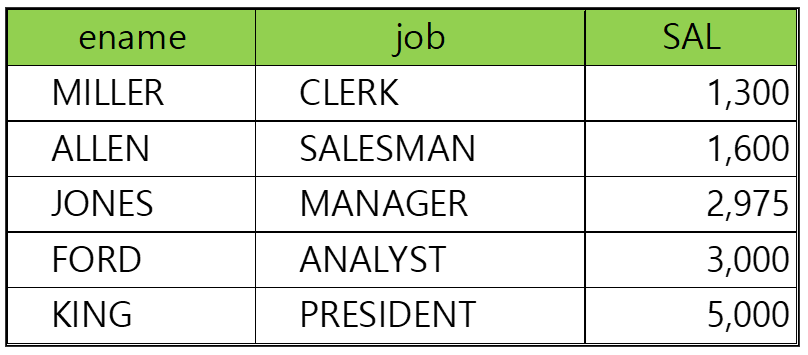 ename job SAL
MILLER CLERK 1,300
ALLEN SALESMAN 1,600
JONES MANAGER 2,975
FORD ANALYST 3,000
KING PRESIDENT 5,000